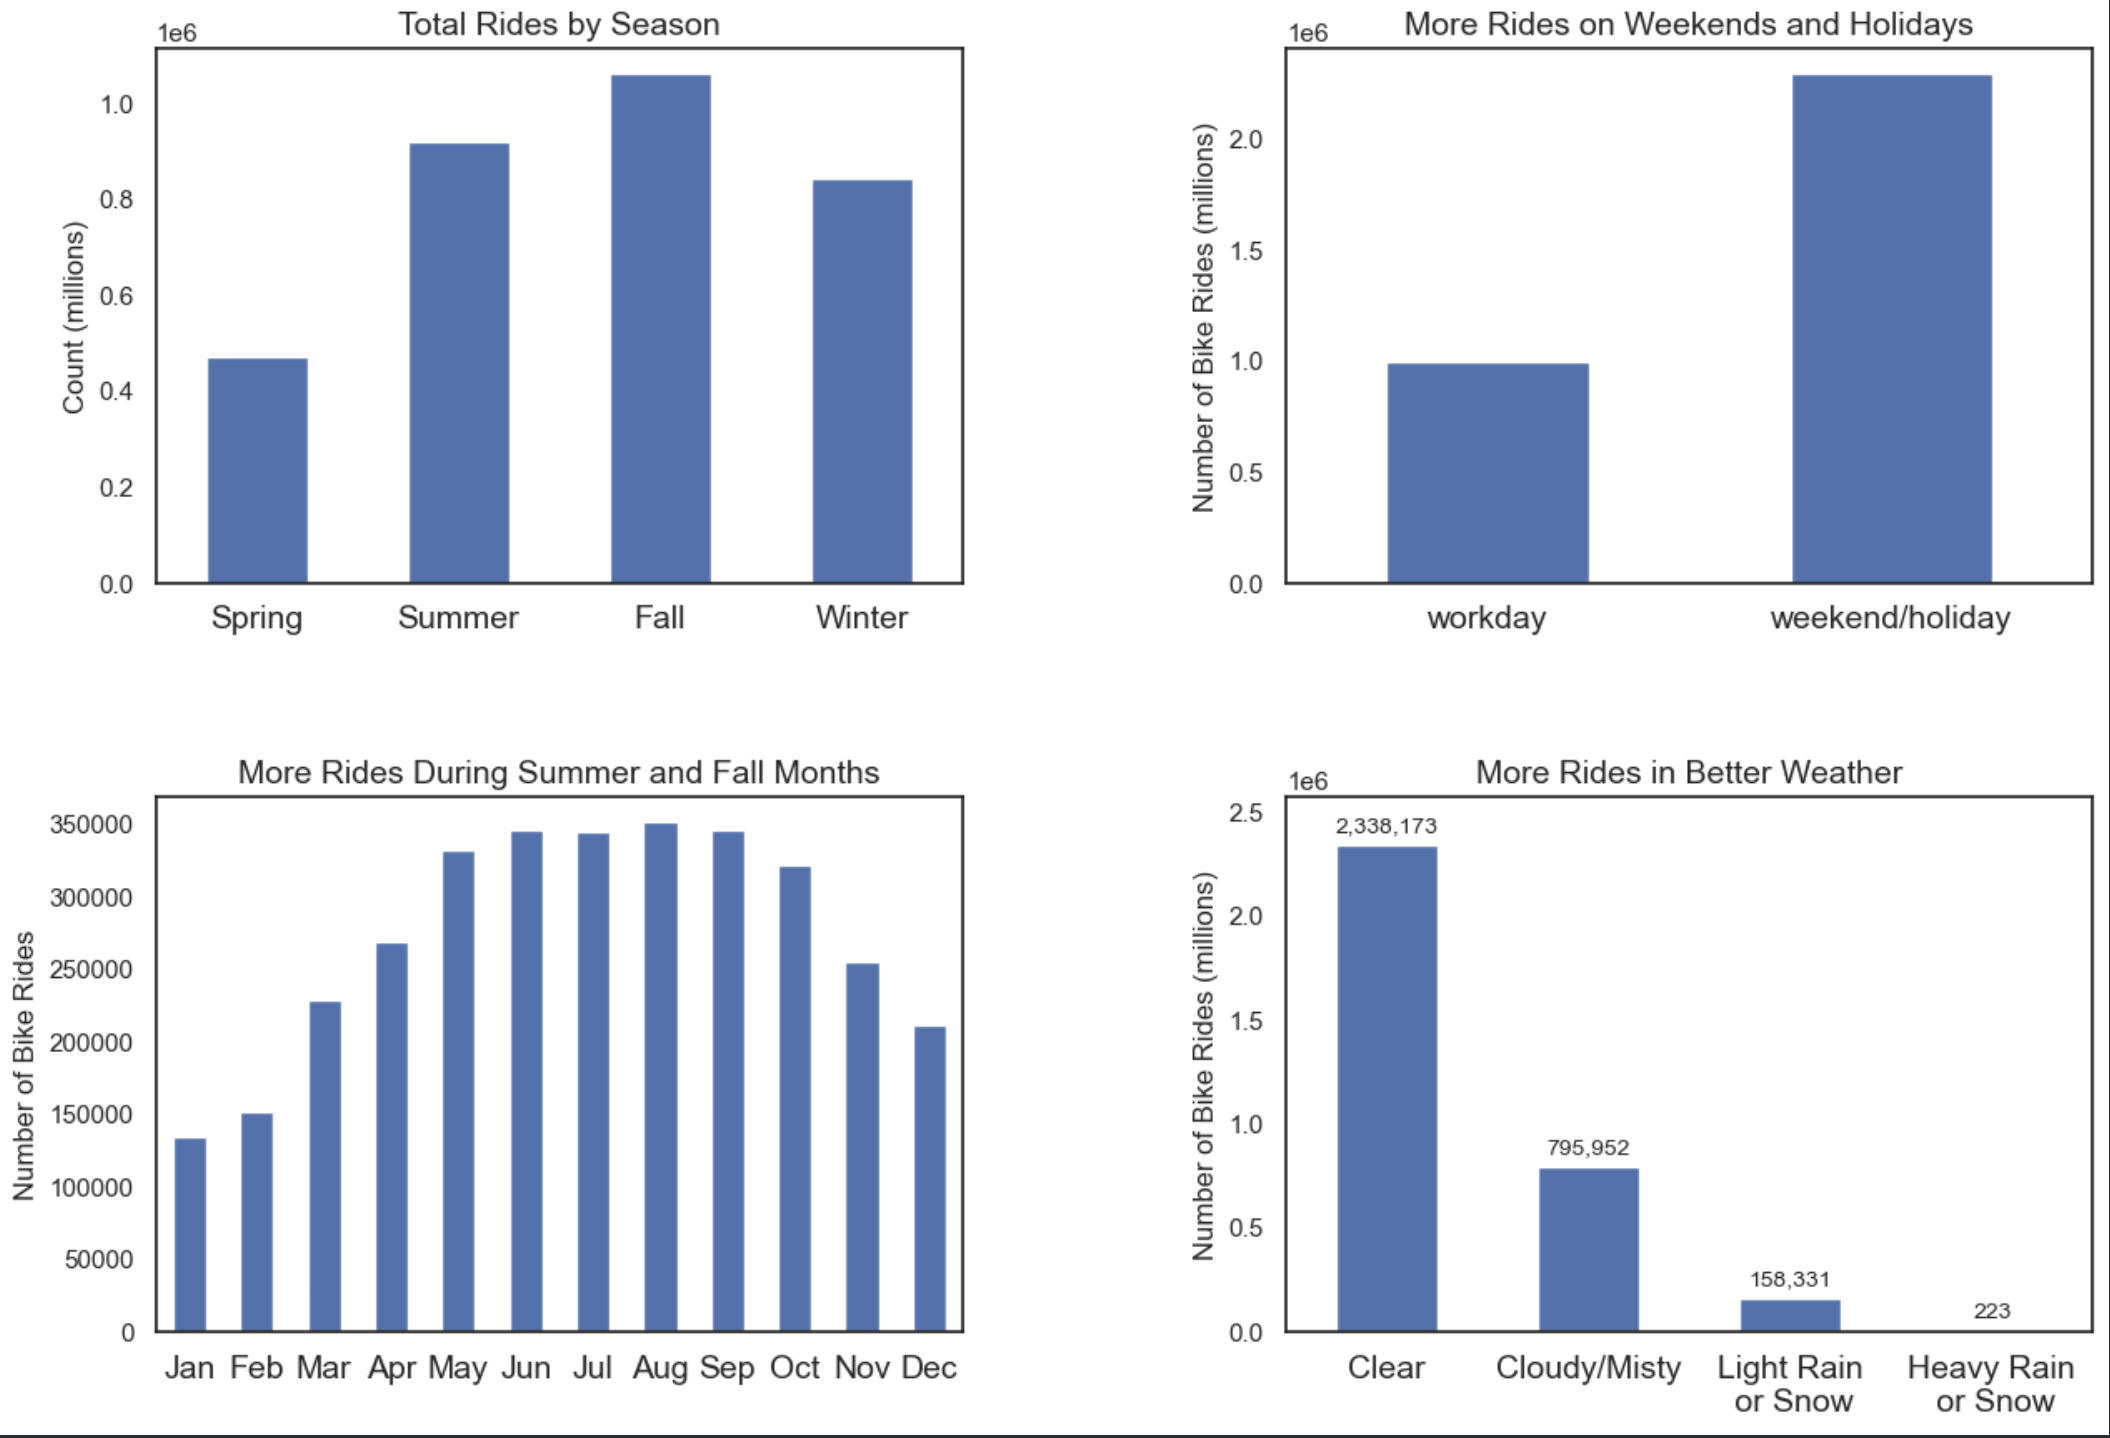 Total Rides by Season
1e6
1.0
0.8
0.6
0.4
0.2
0.0
Count (millions)
Spring Summer Fall Winter
More Rides on Weekends and Holidays
1e6
2.0
1.5
1.0
0.5
0.0
Number of Bike Rides (millions)
workday weekend/holiday
More Rides During Summer and Fall Months
350000
300000
250000
200000
150000
100000
50000
0
Number of Bike Rides
Jan Feb Mar Apr May Jun Jul Aug Sep Oct Nov Dec
More Rides in Better Weather
1e6
2.5
2.0
1.5
1.0
0.5
0.0
Number of Bike Rides (millions)
2,338,173
795,952
158,331
223
Clear Cloudy/Misty Light Rain Heavy Rain
or Snow or Snow